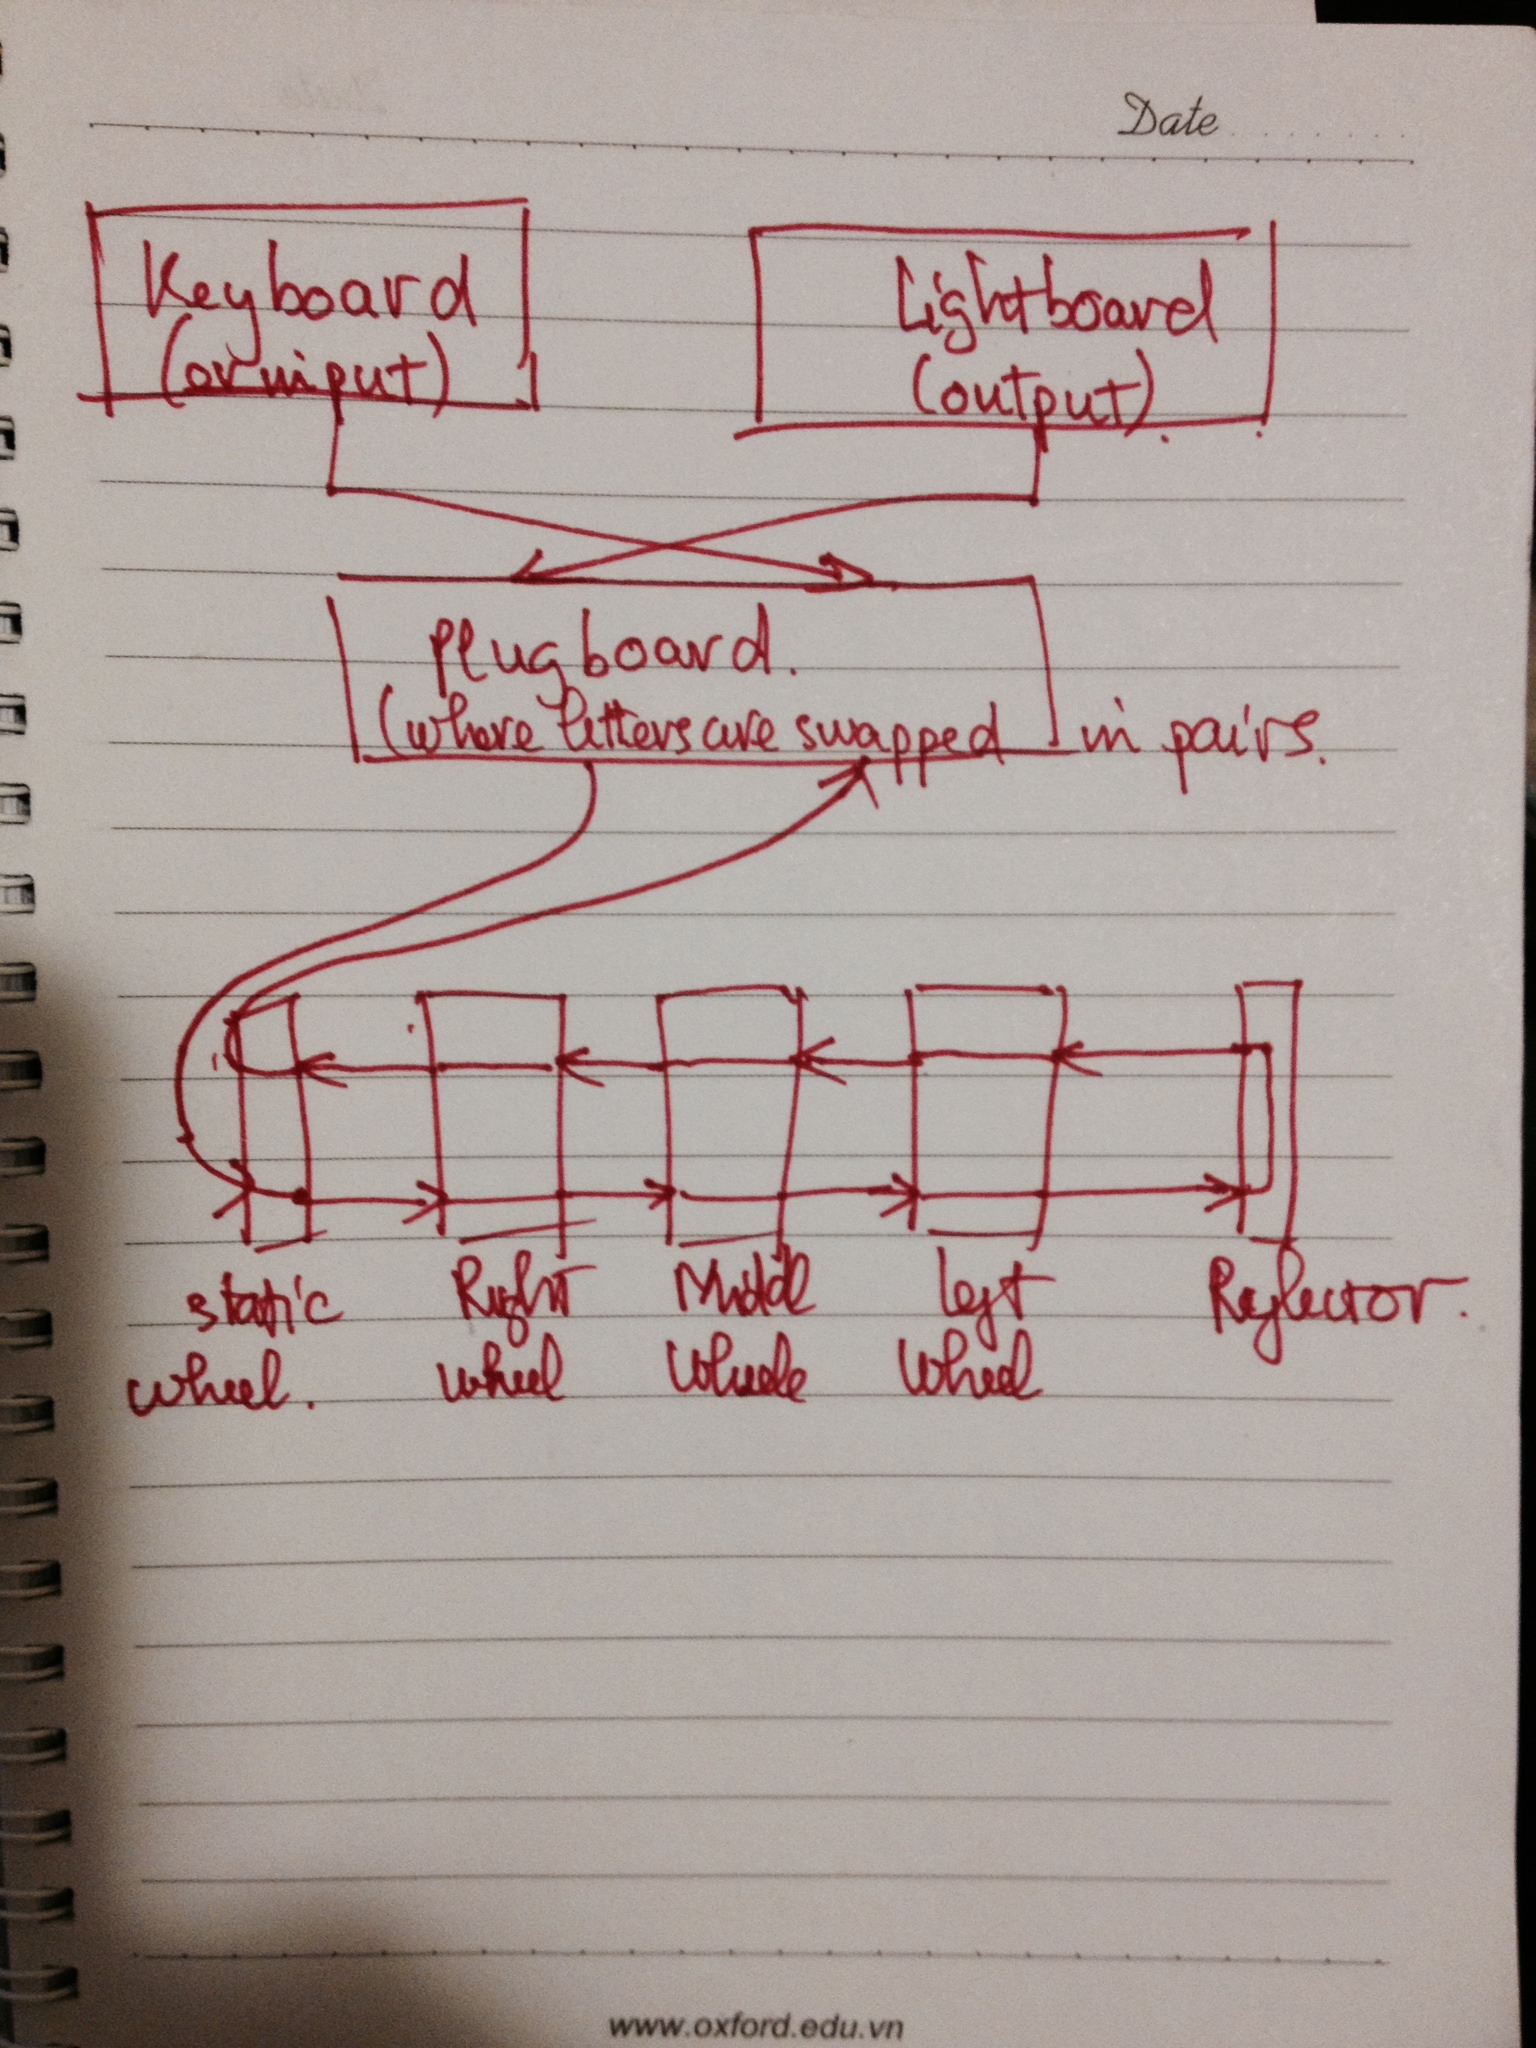 Date
Keyboard
(or input)
Lightboard
(output).
Plugboard.
(where letters are swapped in pairs.
static
wheel.
Right
wheel
Middle
Wheele
left
Wheel
Reflector.
www.oxford.edu.vn